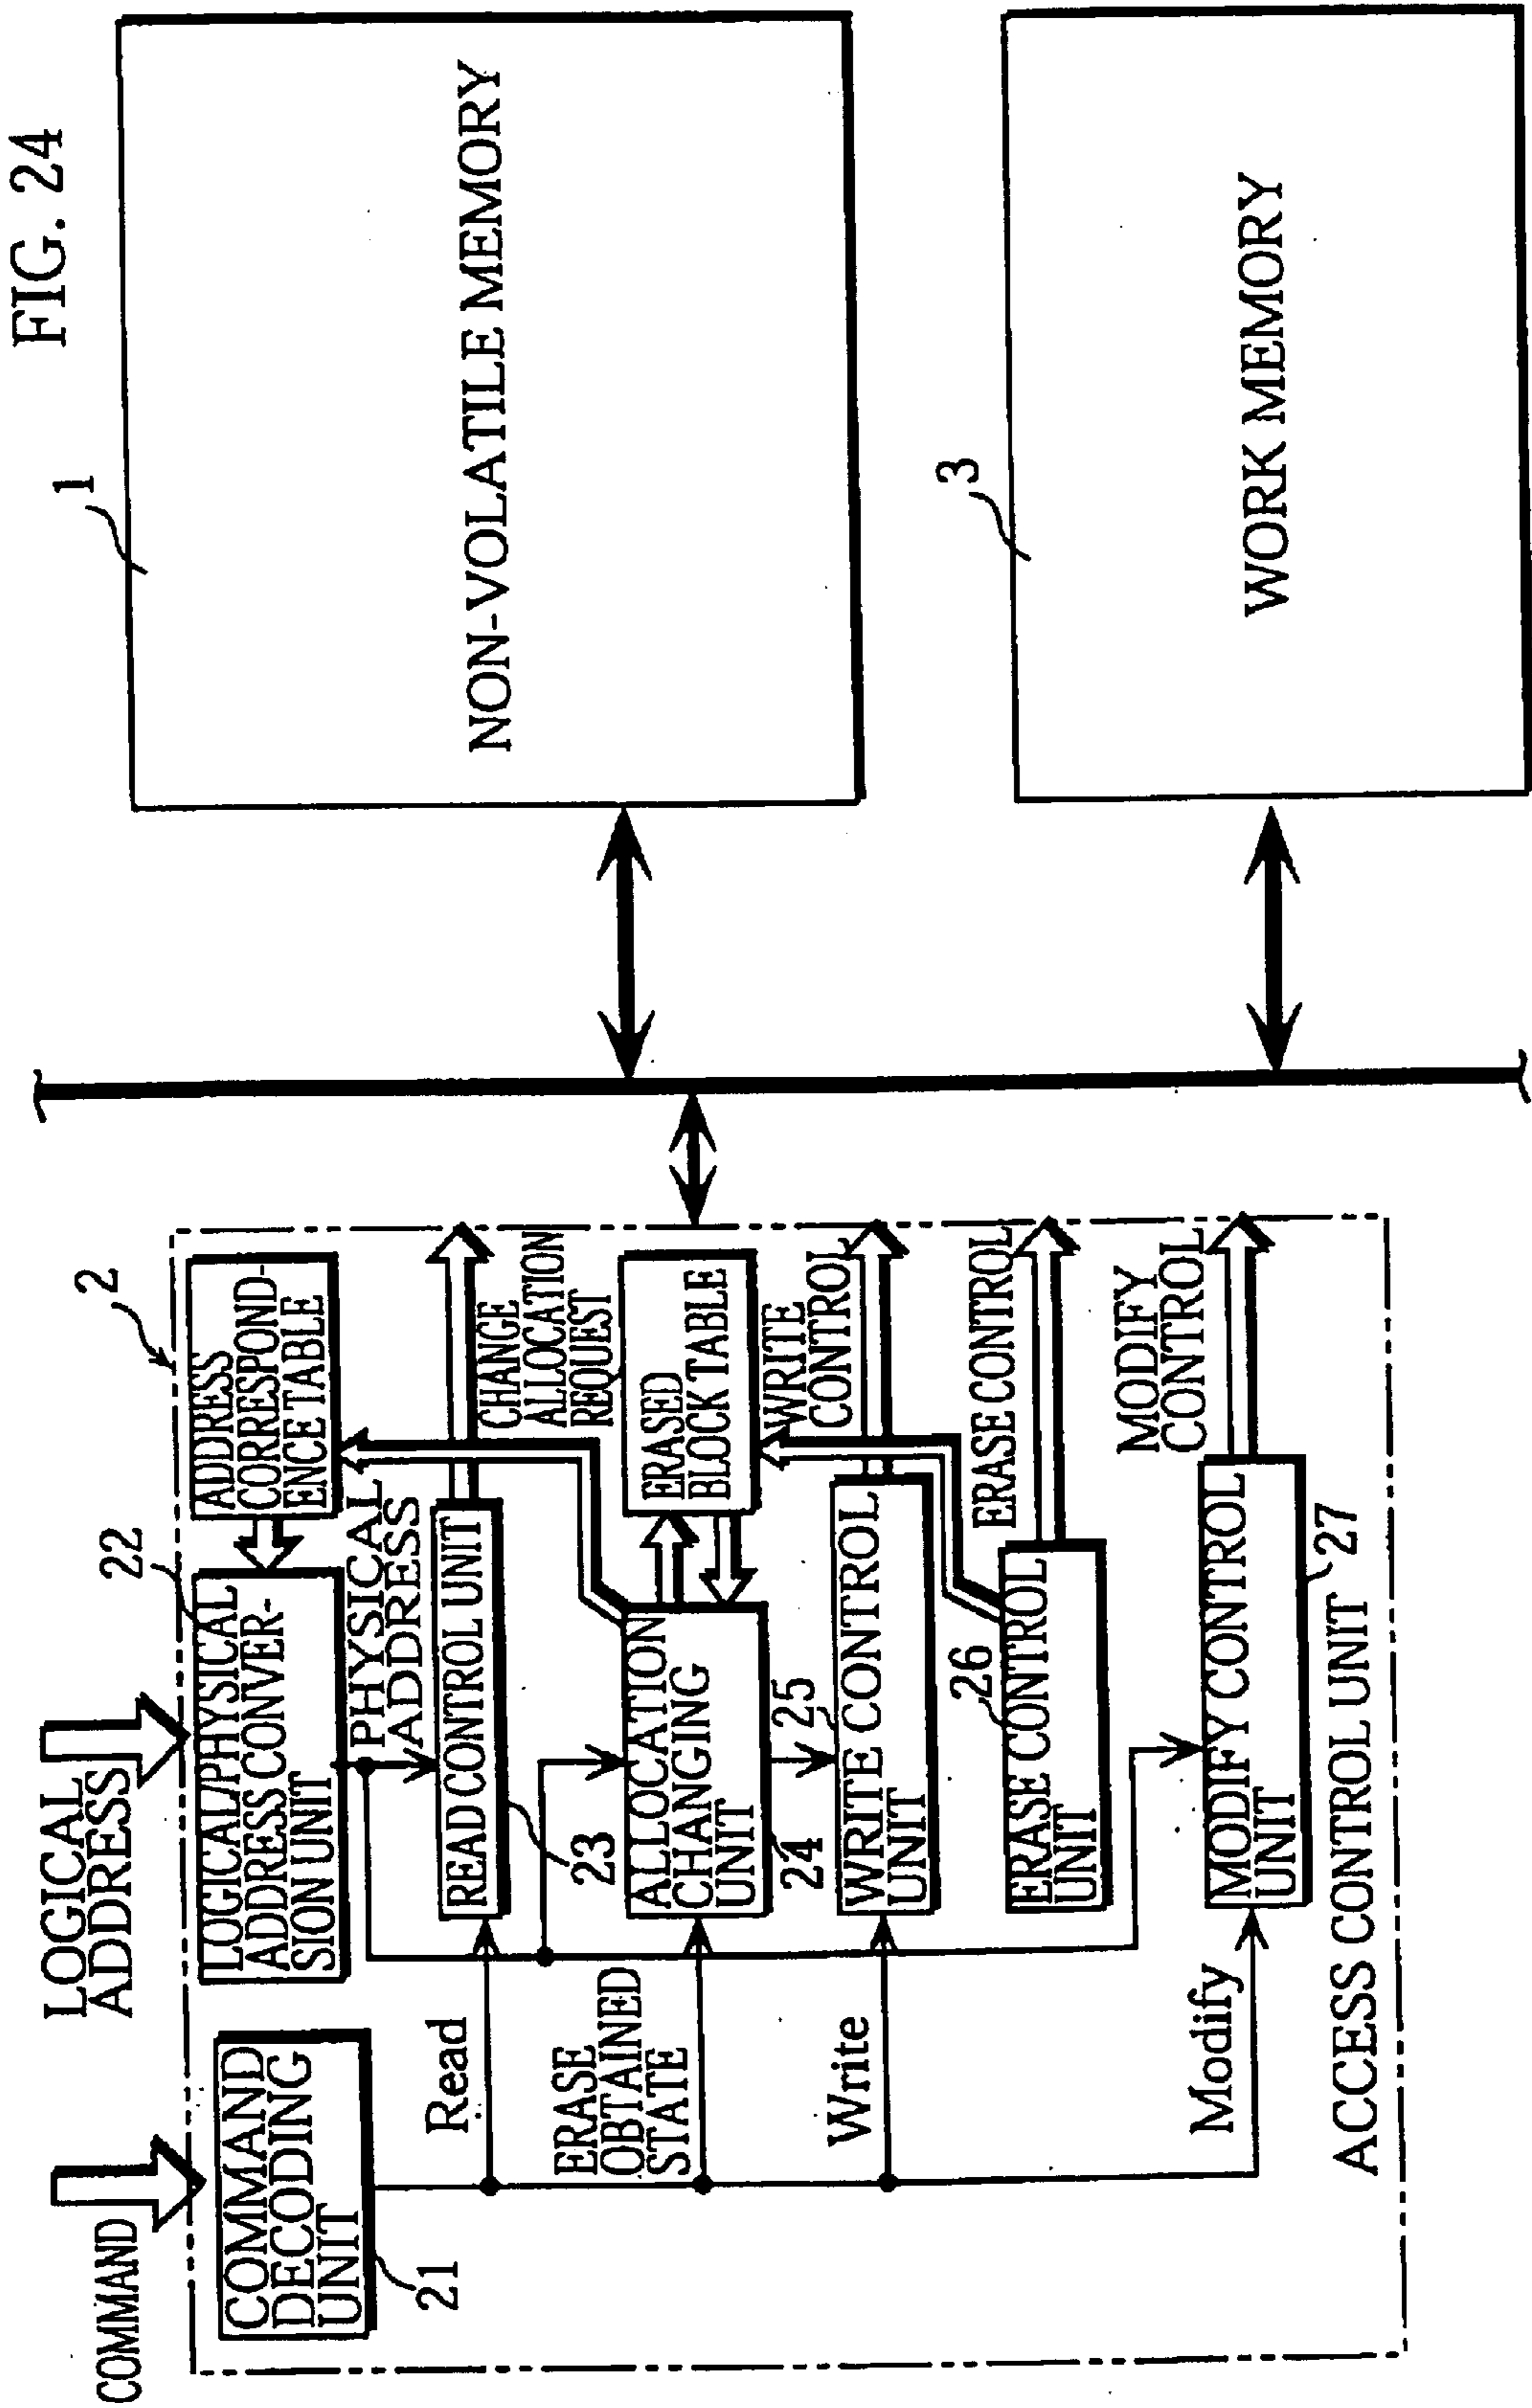 FIG. 24
COMMAND
LOGICAL
ADDRESS
COMMAND
DECODING
UNIT
21
LOGICAL/PHYSICAL
ADDRESS CONVER-
SION UNIT
22
ADDRESS
CORRESPOND-
ENCE TABLE
2
PHYSICAL
ADDRESS
Read
READ CONTROL UNIT
23
CHANGE
ALLOCATION
REQUEST
ERASE
OBTAINED
STATE
ALLOCATION
CHANGING
UNIT
24
ERASED
BLOCK TABLE
Write
WRITE CONTROL
UNIT
25
WRITE
CONTROL
ERASE CONTROL
UNIT
26
ERASE CONTROL
Modify
MODIFY CONTROL
UNIT
27
MODIFY
CONTROL
ACCESS CONTROL UNIT
1
NON-VOLATILE MEMORY
3
WORK MEMORY